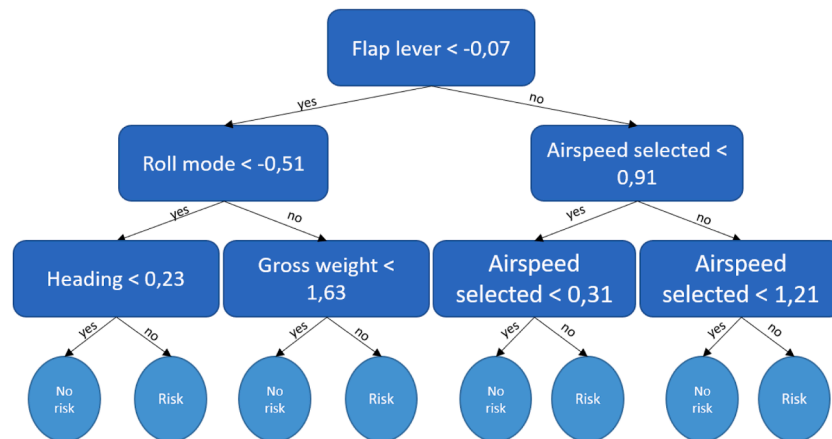 Flap lever < -0,07
yes
no
Roll mode < -0,51
Airspeed selected <
0,91
yes
no
yes
no
Heading < 0,23
Gross weight <
1,63
Airspeed
selected < 0,31
Airspeed
selected < 1,21
yes
no
yes
no
yes
no
yes
no
No
risk
Risk
No
risk
Risk
No
risk
Risk
No
risk
Risk